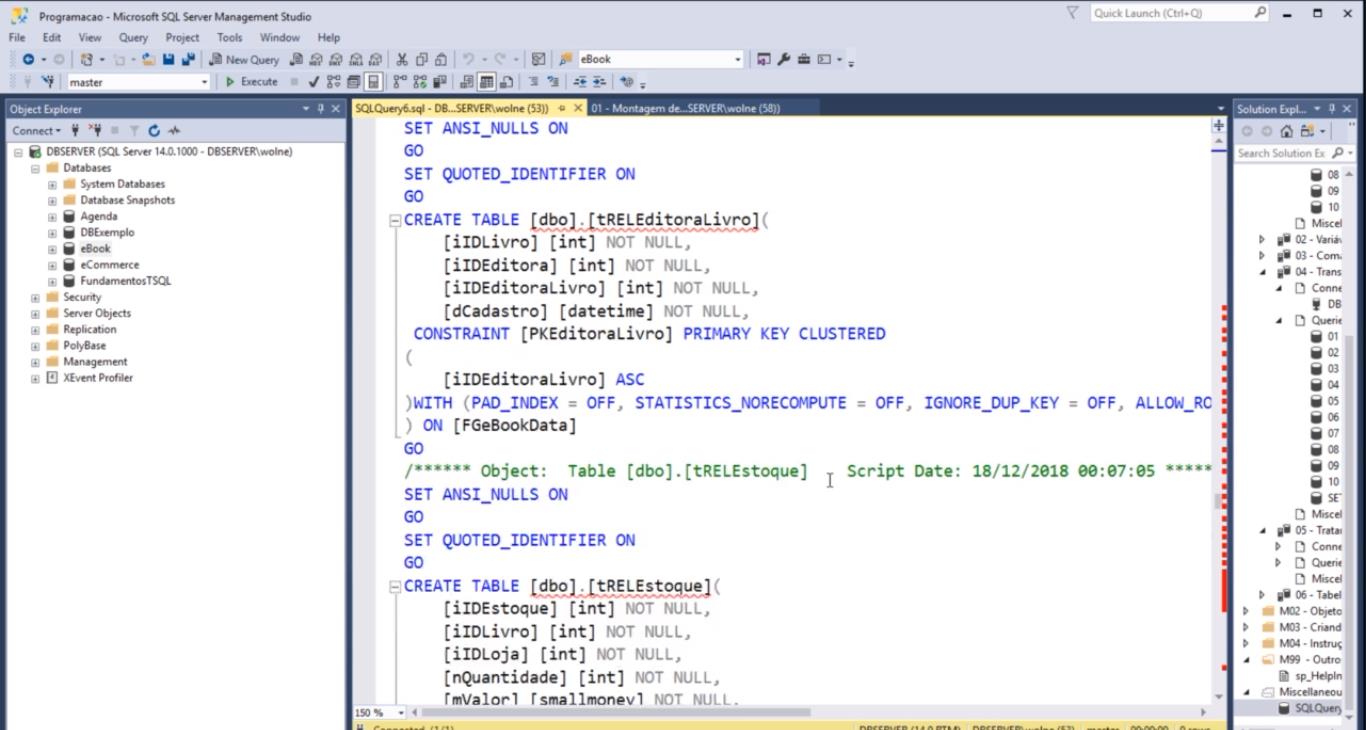 Programacao - Microsoft SQL Server Management Studio
Quick Launch (Ctrl+Q)
File Edit View Query Project Tools Window Help
New Query
eBook
master
Execute
Object Explorer
SQLQuery6.sql - DB...SERVER\wolne (53))
01 - Montagem de...SERVER\wolne (58))
Solution Expl...
Connect
Search Solution Ex
DBSERVER (SQL Server 14.0.1000 - DBSERVER\wolne)
Databases
System Databases
Database Snapshots
Agenda
DBExemplo
eBook
eCommerce
FundamentosTSQL
Security
Server Objects
Replication
PolyBase
Management
XEvent Profiler
SET ANSI_NULLS ON
GO
SET QUOTED_IDENTIFIER ON
GO
CREATE TABLE [dbo].[tRELEditoraLivro](
[iIDLivro] [int] NOT NULL,
[iIDEditora] [int] NOT NULL,
[iIDEditoraLivro] [int] NOT NULL,
[dCadastro] [datetime] NOT NULL,
CONSTRAINT [PKEditoraLivro] PRIMARY KEY CLUSTERED
(
[iIDEditoraLivro] ASC
)WITH (PAD_INDEX = OFF, STATISTICS_NORECOMPUTE = OFF, IGNORE_DUP_KEY = OFF, ALLOW_RO
) ON [FGeBookData]
GO
/****** Object:  Table [dbo].[tRELEstoque]    Script Date: 18/12/2018 00:07:05 *****
SET ANSI_NULLS ON
GO
SET QUOTED_IDENTIFIER ON
GO
CREATE TABLE [dbo].[tRELEstoque](
[iIDEstoque] [int] NOT NULL,
[iIDLivro] [int] NOT NULL,
[iIDLoja] [int] NOT NULL,
[nQuantidade] [int] NOT NULL,
[mValor] [smallmoney] NOT NULL,
150 %
08
09
10
Miscel
02 - Variáv
03 - Coma
04 - Trans
Conne
DB
Querie
01
02
03
04
05
06
07
08
09
10
SE
Miscel
05 - Tratar
Conne
Querie
Miscel
06 - Tabel
M02 - Objeto
M03 - Criand
M04 - Instruç
M99 - Outro
sp_HelpIn
Miscellaneou
SQLQuery
Connected. (1/1)
DBSERVER (14.0 RTM)
DBSERVER\wolne (53)
master
00:00:00
0 rows